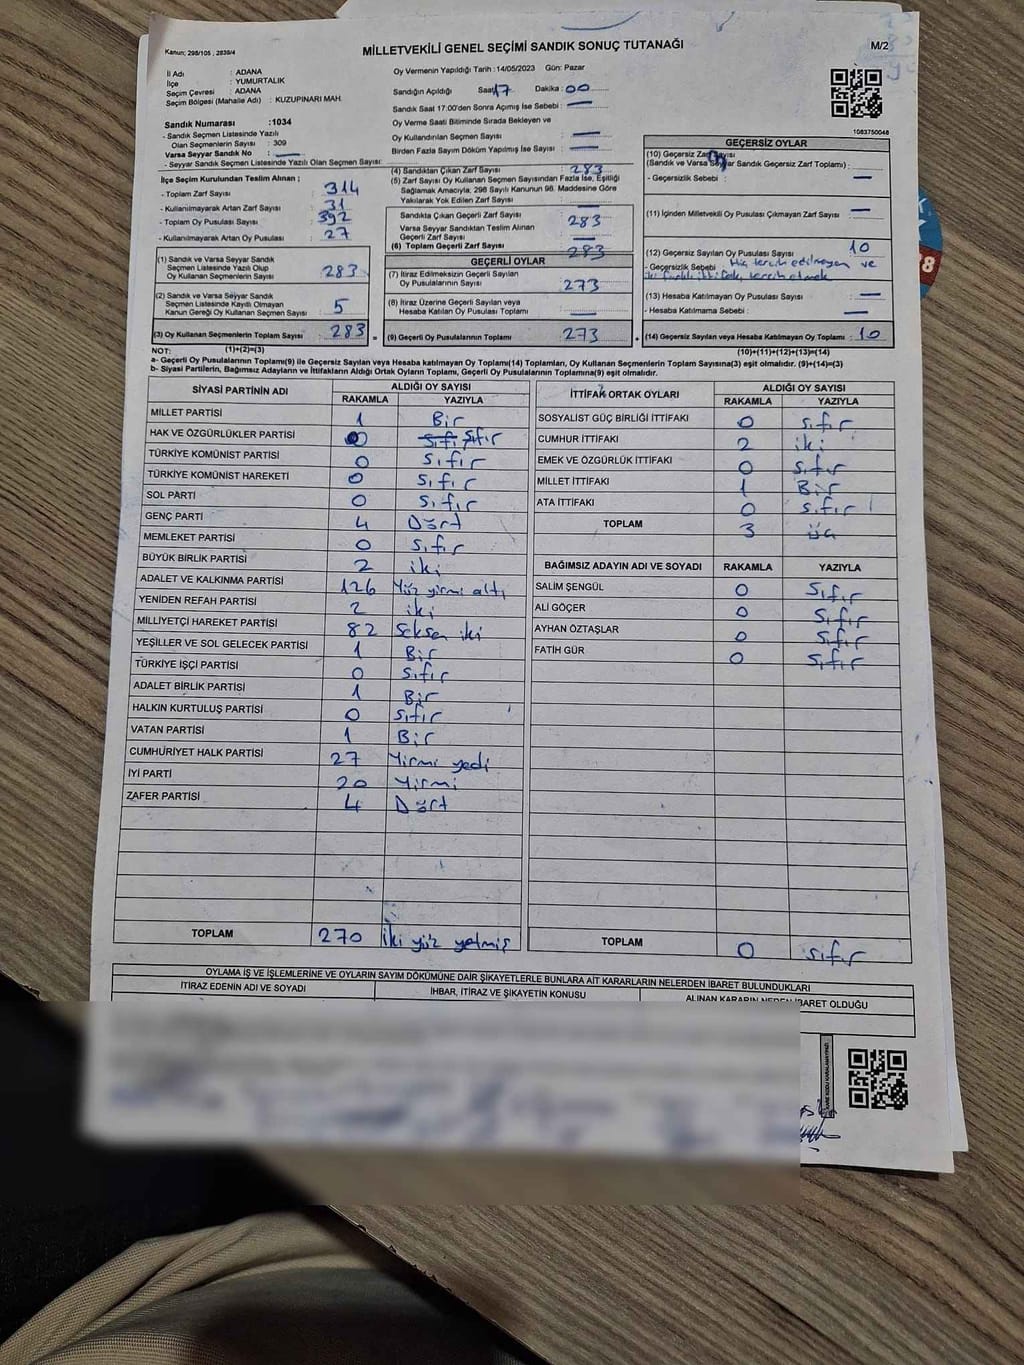 Kanun; 298/105 , 2839/4
MİLLETVEKİLİ GENEL SEÇİMİ SANDIK SONUÇ TUTANAĞI
M/2
İl Adı : ADANA
İlçe : YUMURTALIK
Seçim Çevresi : ADANA
Seçim Bölgesi (Mahalle Adı) : KUZUPINARI MAH.
Sandık Numarası :1034
- Sandık Seçmen Listesinde Yazılı
Olan Seçmenlerin Sayısı : 309
Varsa Seyyar Sandık No : —
- Seyyar Sandık Seçmen Listesinde Yazılı Olan Seçmen Sayısı:
İlçe Seçim Kurulundan Teslim Alınan ;
- Toplam Zarf Sayısı : 314
- Kullanılmayarak Artan Zarf Sayısı : 31
- Toplam Oy Pusulası Sayısı : 392
- Kullanılmayarak Artan Oy Pusulası : 27
(1) Sandık ve Varsa Seyyar Sandık
Seçmen Listesinde Yazılı Olup
Oy Kullanan Seçmenlerin Sayısı : 283
(2) Sandık ve Varsa Seyyar Sandık
Seçmen Listesinde Kayıtlı Olmayan
Kanun Gereği Oy Kullanan Seçmen Sayısı : 5
(3) Oy Kullanan Seçmenlerin Toplam Sayısı : 283
(1)+(2)=(3)
Oy Vermenin Yapıldığı Tarih : 14/05/2023 Gün: Pazar
Sandığın Açıldığı Saat: 17 Dakika : 00
Sandık Saat 17:00'den Sonra Açımış İse Sebebi : —
Oy Verme Saati Bitiminde Sırada Bekleyen ve
Oy Kullandırılan Seçmen Sayısı : —
Birden Fazla Sayım Döküm Yapılmış İse Sayısı : —
(4) Sandıktan Çıkan Zarf Sayısı : 283
(5) Zarf Sayısı Oy Kullanan Seçmen Sayısından Fazla İse, Eşitliği
Sağlamak Amacıyla; 298 Sayılı Kanunun 98. Maddesine Göre
Yakılarak Yok Edilen Zarf Sayısı : —
Sandıkta Çıkan Geçerli Zarf Sayısı : 283
Varsa Seyyar Sandıktan Teslim Alınan
Geçerli Zarf Sayısı : —
(6) Toplam Geçerli Zarf Sayısı : 283
GEÇERLİ OYLAR
(7) İtiraz Edilmeksizin Geçerli Sayılan
Oy Pusulası Sayısı : 273
(8) İtiraz Üzerine Geçerli Sayılan veya
Hesaba Katılan Oy Pusulası Toplamı : —
(9) Geçerli Oy Pusulalarının Toplamı : 273
1083750048
GEÇERSİZ OYLAR
(10) Geçersiz Zarf Sayısı
(Sandık ve Varsa Seyyar Sandık Geçersiz Zarf Toplamı) :
- Geçersizlik Sebebi : —
(11) İçinden Milletvekili Oy Pusulası Çıkmayan Zarf Sayısı : —
(12) Geçersiz Sayılan Oy Pusulası Sayısı : 10
- Geçersizlik Sebebi : Hiç tercih edilmeyen ve
(13) Hesaba Katılmayan Oy Pusulası Sayısı : —
- Hesaba Katılmama Sebebi : —
(14) Geçersiz Sayılan veya Hesaba Katılmayan Oy Toplamı : 10
(10)+(11)+(12)+(13)=(14)
NOT:
a- Geçerli Oy Pusulalarının Toplamı(9) ile Geçersiz Sayılan veya Hesaba katılmayan Oy Toplamı(14) Toplamları, Oy Kullanan Seçmenlerin Toplam Sayısına(3) eşit olmalıdır. (9)+(14)=(3)
b- Siyasi Partilerin, Bağımsız Adayların ve İttifakların Aldığı Ortak Oyların Toplamı, Geçerli Oy Pusulalarının Toplamına(9) eşit olmalıdır.
SİYASİ PARTİNİN ADI ALDIĞI OY SAYISI
RAKAMLA YAZIYLA
MİLLET PARTİSİ 1 Bir
HAK VE ÖZGÜRLÜKLER PARTİSİ 0 sıfı sıfır
TÜRKİYE KOMÜNİST PARTİSİ 0 sıfır
TÜRKİYE KOMÜNİST HAREKETİ 0 sıfır
SOL PARTİ 0 sıfır
GENÇ PARTİ 4 Dört
MEMLEKET PARTİSİ 0 sıfır
BÜYÜK BİRLİK PARTİSİ 2 iki
ADALET VE KALKINMA PARTİSİ 126 Yüz yirmi altı
YENİDEN REFAH PARTİSİ 2 iki
MİLLİYETÇİ HAREKET PARTİSİ 82 Seksen iki
YEŞİLLER VE SOL GELECEK PARTİSİ 1 Bir
TÜRKİYE İŞÇİ PARTİSİ 0 sıfır
ADALET BİRLİK PARTİSİ 1 Bir
HALKIN KURTULUŞ PARTİSİ 0 sıfır
VATAN PARTİSİ 1 Bir
CUMHURİYET HALK PARTİSİ 27 Yirmi yedi
İYİ PARTİ 20 Yirmi
ZAFER PARTİSİ 4 Dört
TOPLAM 270 İki yüz yetmiş
İTTİFAK ORTAK OYLARI ALDIĞI OY SAYISI
RAKAMLA YAZIYLA
SOSYALİST GÜÇ BİRLİĞİ İTTİFAKI 0 sıfır
CUMHUR İTTİFAKI 2 iki
EMEK VE ÖZGÜRLÜK İTTİFAKI 0 sıfır
MİLLET İTTİFAKI 1 Bir
ATA İTTİFAKI 0 sıfır
TOPLAM 3 üç
BAĞIMSIZ ADAYIN ADI VE SOYADI RAKAMLA YAZIYLA
SALİM ŞENGÜL 0 Sıfır
ALİ GÖÇER 0 Sıfır
AYHAN ÖZTAŞLAR 0 Sıfır
FATİH GÜR 0 Sıfır
TOPLAM 0 sıfır
OYLAMA İŞ VE İŞLEMLERİNE VE OYLARIN SAYIM DÖKÜMÜNE DAİR ŞİKAYETLERLE BUNLARA AİT KARARLARIN NELERDEN İBARET BULUNDUKLARI
İTİRAZ EDENİN ADI VE SOYADI
İHBAR, İTİRAZ VE ŞİKAYETİN KONUSU
ALINAN KARARIN NEDEN İBARET OLDUĞU